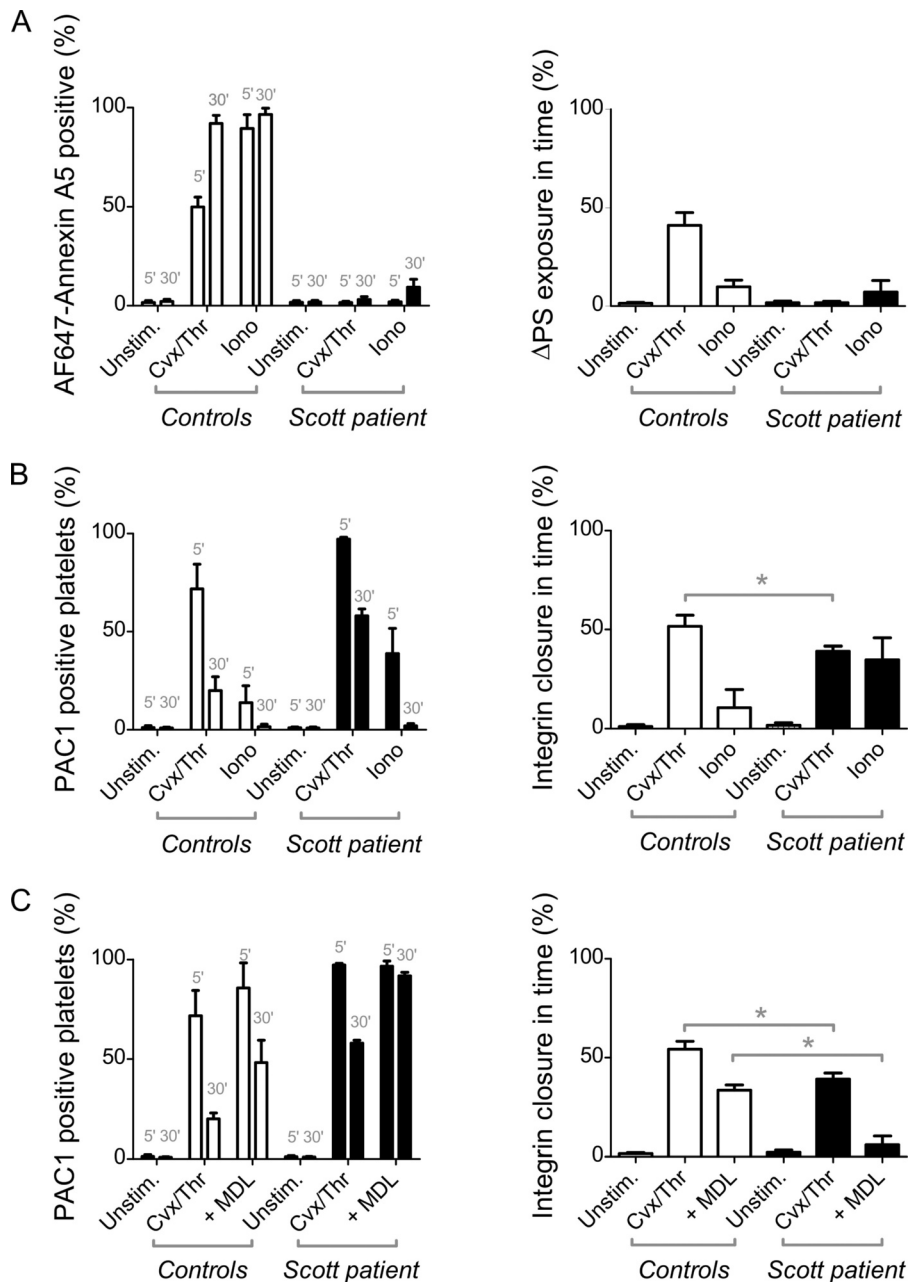 A
AF647-Annexin A5 positive (%)
100
50
0
5' 30' 5' 30' 5' 30' 5' 30' 5' 30' 5' 30'
Unstim. Cvx/Thr Iono Unstim. Cvx/Thr Iono
Controls Scott patient
ΔPS exposure in time (%)
100
50
0
Unstim. Cvx/Thr Iono Unstim. Cvx/Thr Iono
Controls Scott patient
B
PAC1 positive platelets (%)
100
50
0
5' 30' 5' 30' 5' 30' 5' 30' 5' 30' 5' 30'
Unstim. Cvx/Thr Iono Unstim. Cvx/Thr Iono
Controls Scott patient
Integrin closure in time (%)
100
50
0
*
Unstim. Cvx/Thr Iono Unstim. Cvx/Thr Iono
Controls Scott patient
C
PAC1 positive platelets (%)
100
50
0
5' 30' 5' 30' 5' 30' 5' 30' 5' 30' 5' 30'
Unstim. Cvx/Thr + MDL Unstim. Cvx/Thr + MDL
Controls Scott patient
Integrin closure in time (%)
100
50
0
*
*
Unstim. Cvx/Thr + MDL Unstim. Cvx/Thr + MDL
Controls Scott patient